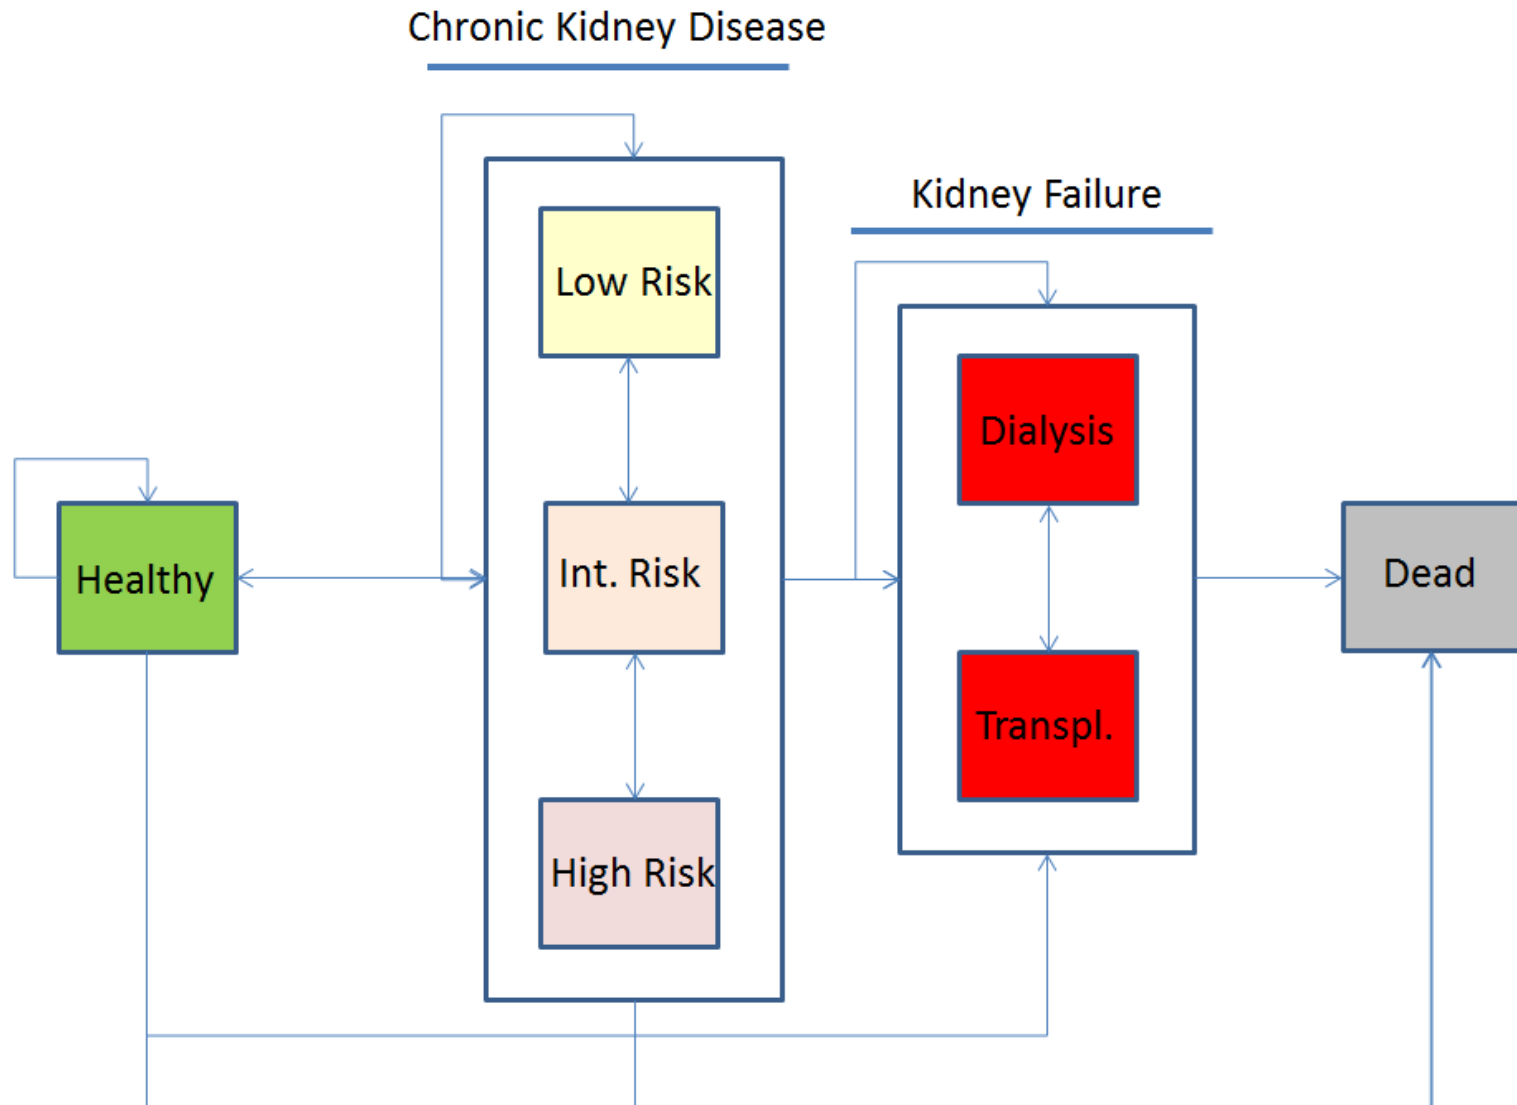 Chronic Kidney Disease
Kidney Failure
Low Risk
Dialysis
Healthy
Int. Risk
Dead
Transpl.
High Risk